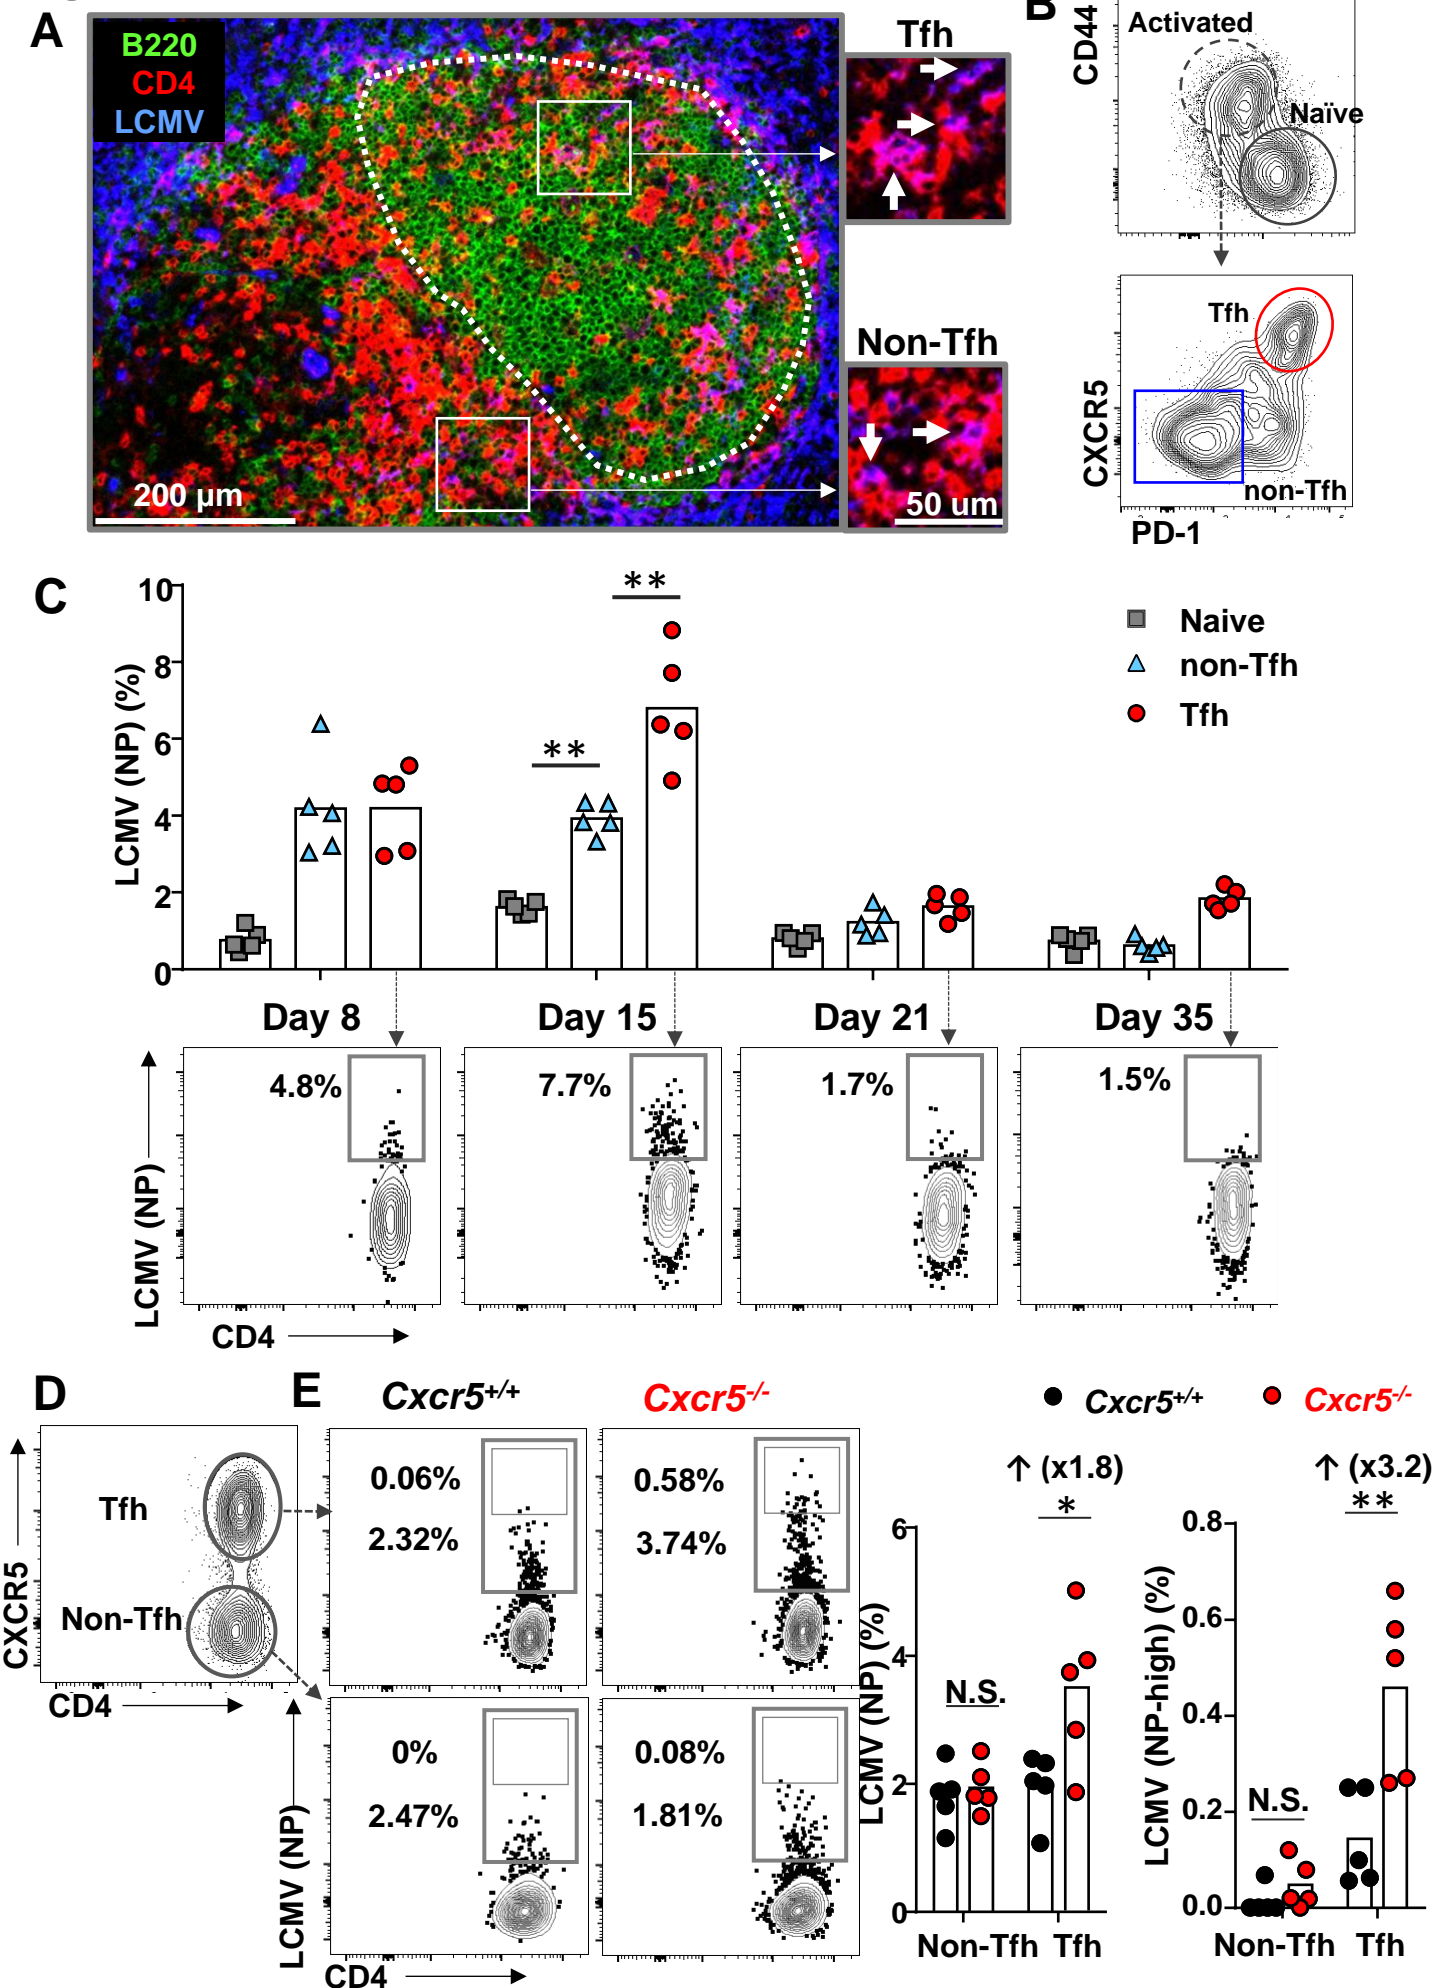 A
B220
CD4
LCMV
200 µm
Tfh
Non-Tfh
50 um
B
CD44
Activated
Naïve
Tfh
CXCR5
non-Tfh
PD-1
C
LCMV (NP) (%)
10
8
6
4
2
0
**
**
Naive
non-Tfh
Tfh
Day 8
Day 15
Day 21
Day 35
4.8%
7.7%
1.7%
1.5%
LCMV (NP)
CD4
D
CXCR5
Tfh
Non-Tfh
CD4
E
Cxcr5+/+
Cxcr5-/-
0.06%
2.32%
0.58%
3.74%
0%
2.47%
0.08%
1.81%
LCMV (NP)
CD4
Cxcr5+/+
Cxcr5-/-
↑ (x1.8)
*
LCMV (NP) (%)
6
4
2
0
N.S.
Non-Tfh
Tfh
↑ (x3.2)
**
LCMV (NP-high) (%)
0.8
0.6
0.4
0.2
0.0
N.S.
Non-Tfh
Tfh